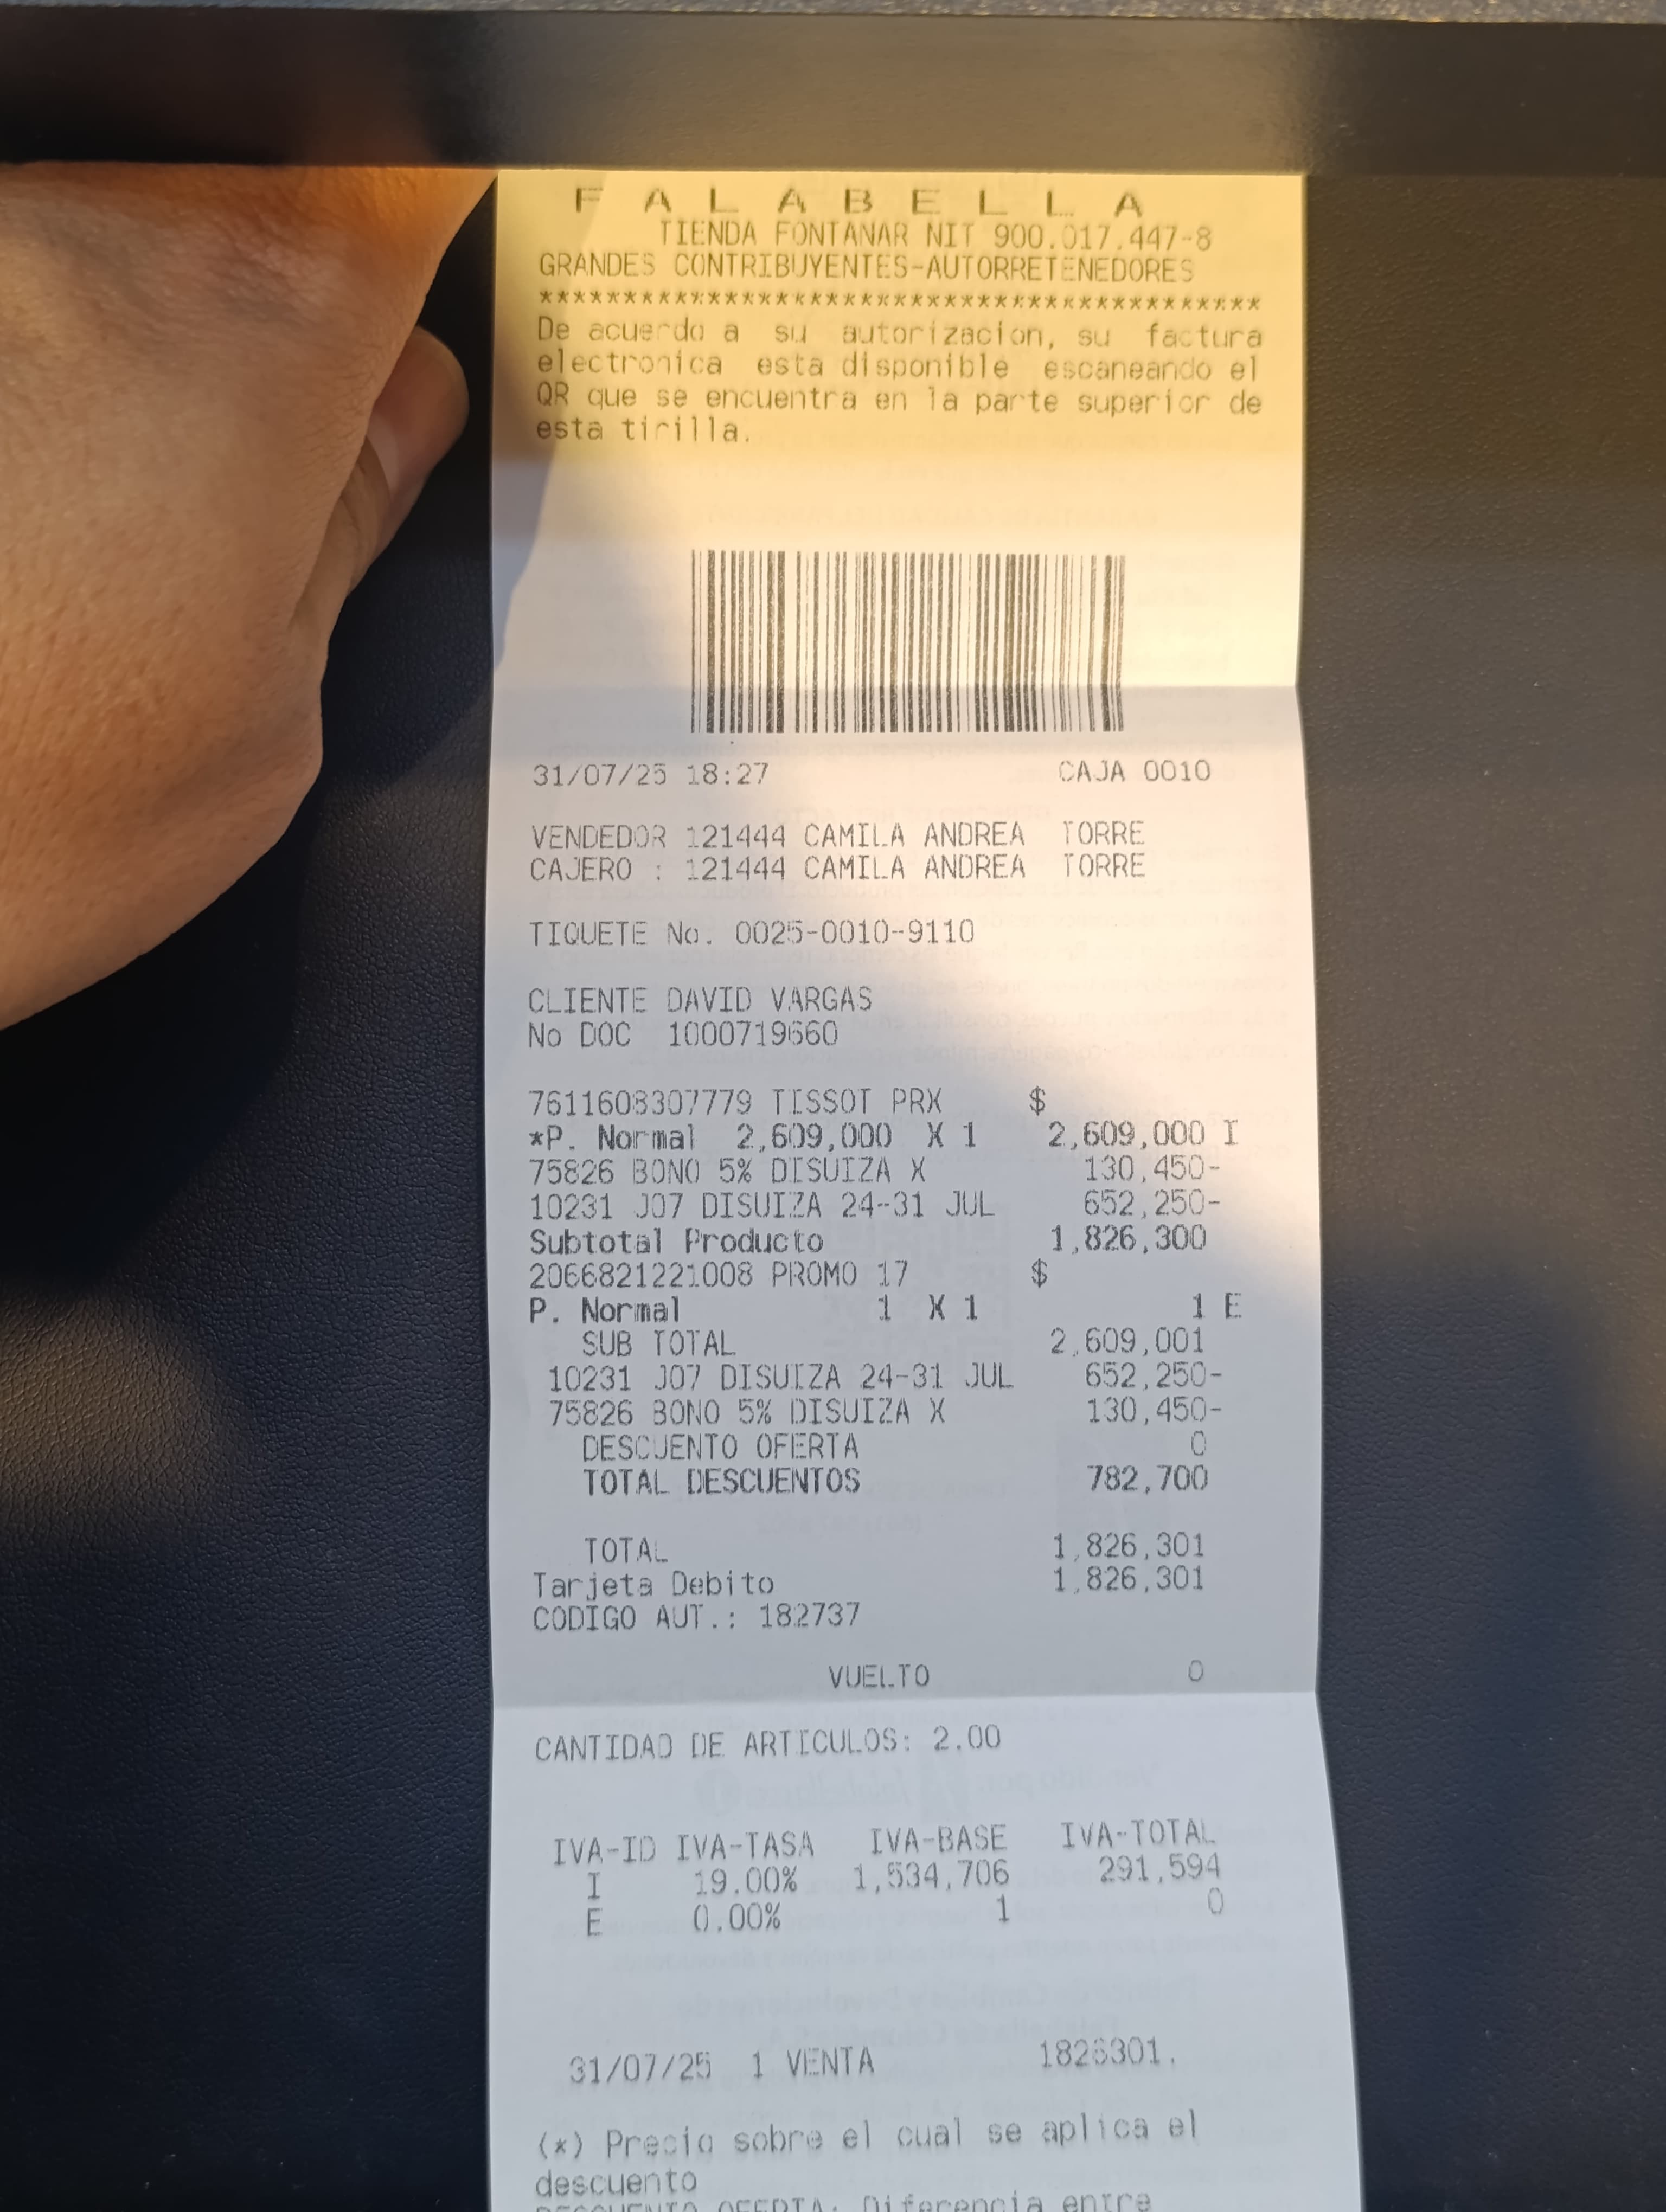 F A L A B E L L A
TIENDA FONTANAR NIT 900.017.447-8
GRANDES CONTRIBUYENTES-AUTORRETENEDORES
*******************************************
De acuerdo a su autorizacion, su factura
electronica esta disponible escaneando el
QR que se encuentra en la parte superior de
esta tirilla.
31/07/25 18:27 CAJA 0010
VENDEDOR 121444 CAMILA ANDREA TORRE
CAJERO : 121444 CAMILA ANDREA TORRE
TIQUETE No. 0025-0010-9110
CLIENTE DAVID VARGAS
No DOC 1000719660
7611608307779 TISSOT PRX $
*P. Normal 2,609,000 X 1 2,609,000 I
75826 BONO 5% DISUIZA X 130,450-
10231 J07 DISUIZA 24-31 JUL 652,250-
Subtotal Producto 1,826,300
2066821221008 PROMO 17 $
P. Normal 1 X 1 1 E
SUB TOTAL 2,609,001
10231 J07 DISUIZA 24-31 JUL 652,250-
75826 BONO 5% DISUIZA X 130,450-
DESCUENTO OFERTA 0
TOTAL DESCUENTOS 782,700
TOTAL 1,826,301
Tarjeta Debito 1,826,301
CODIGO AUT.: 182737
VUELTO 0
CANTIDAD DE ARTICULOS: 2.00
IVA-ID IVA-TASA IVA-BASE IVA-TOTAL
I 19.00% 1,534,706 291,594
E 0.00% 1 0
31/07/25 1 VENTA 1826301.
(*) Precio sobre el cual se aplica el
descuento
DESCUENTO OFERTA: Diferencia entre